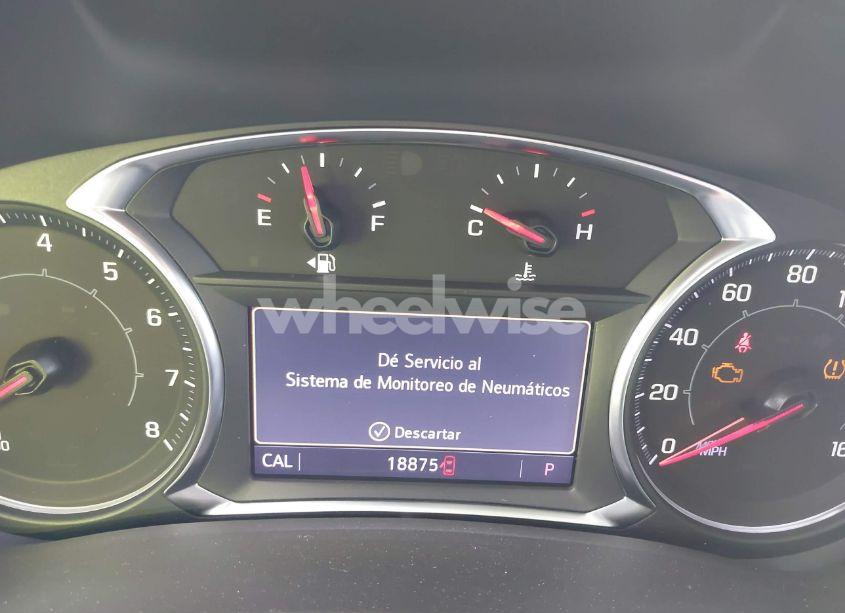 E
F
C
H
4
5
6
7
8
20
40
60
80
0
MPH
wheelwise
Dé Servicio al
Sistema de Monitoreo de Neumáticos
Descartar
CAL
18875
P